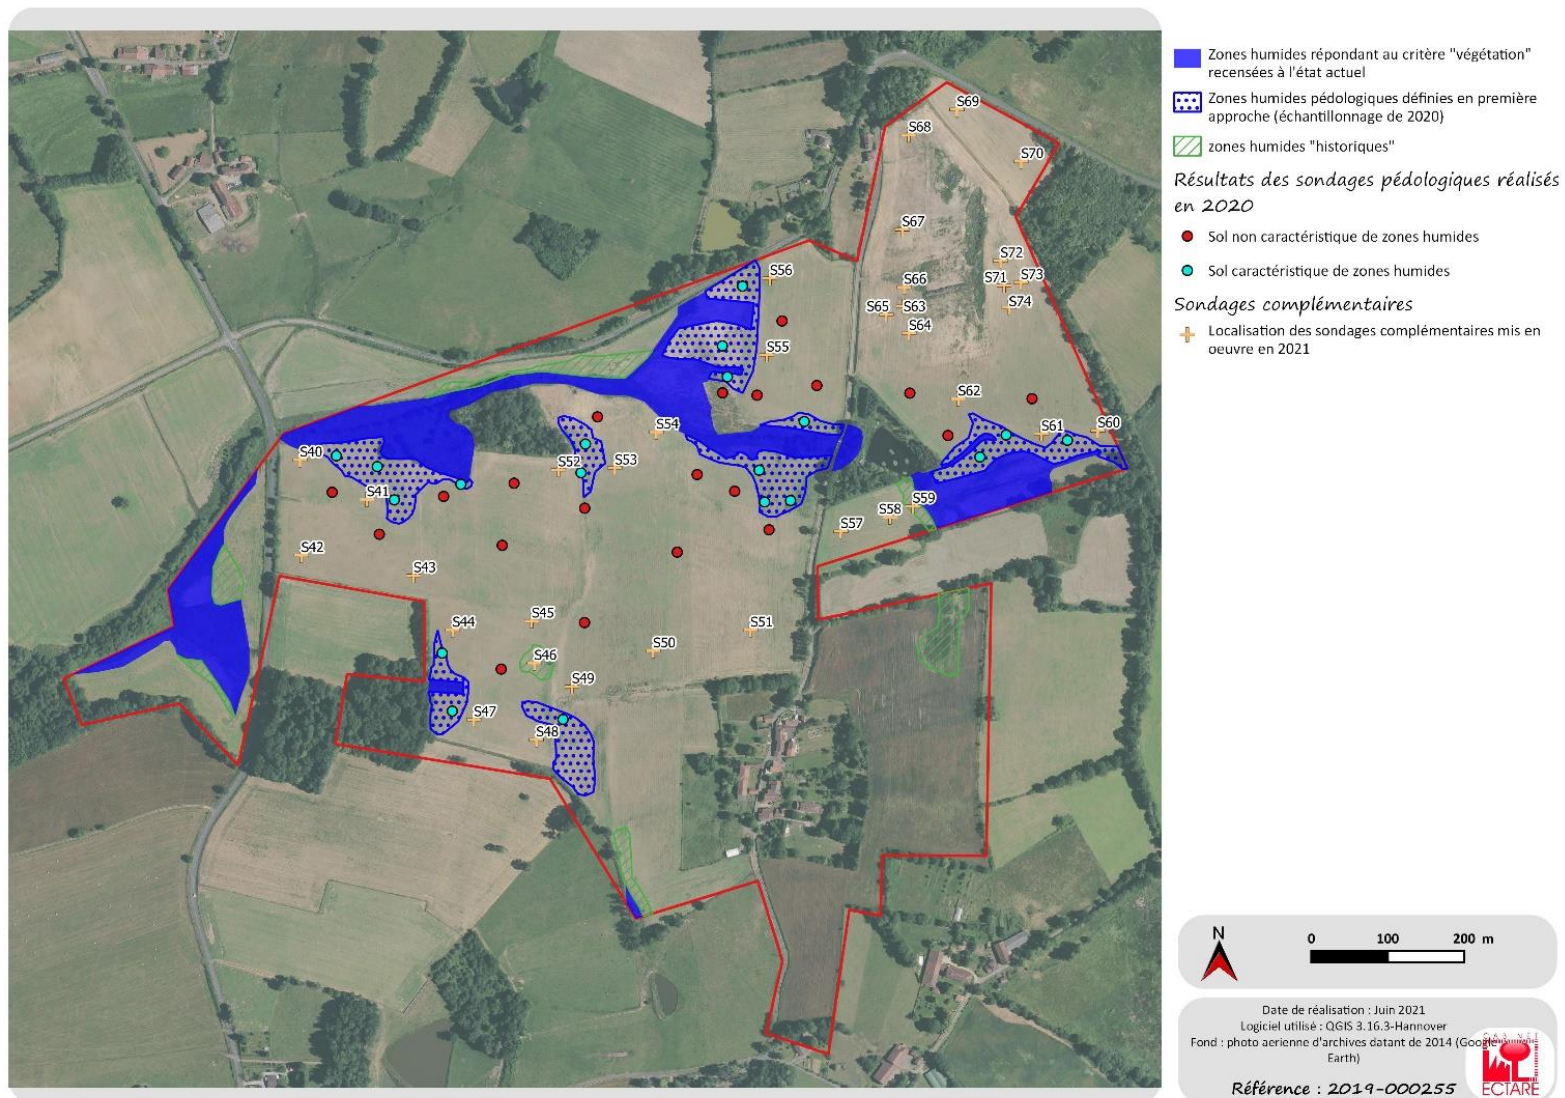 Zones humides répondant au critère "végétation"
recensées à l'état actuel
Zones humides pédologiques définies en première
approche (échantillonnage de 2020)
zones humides "historiques"
Résultats des sondages pédologiques réalisés
en 2020
Sol non caractéristique de zones humides
Sol caractéristique de zones humides
Sondages complémentaires
Localisation des sondages complémentaires mis en
oeuvre en 2021
S69
S68
S70
S67
S72
S56
S66
S71
S73
S65
S63
S74
S64
S55
S62
S54
S61
S60
S40
S52
S53
S41
S59
S58
S57
S42
S43
S45
S44
S51
S50
S46
S49
S47
S48
N
0 100 200 m
Date de réalisation : Juin 2021
Logiciel utilisé : QGIS 3.16.3-Hannover
Fond : photo aerienne d'archives datant de 2014 (Google
Earth)
Référence : 2019-000255
CABINET
ECTARE